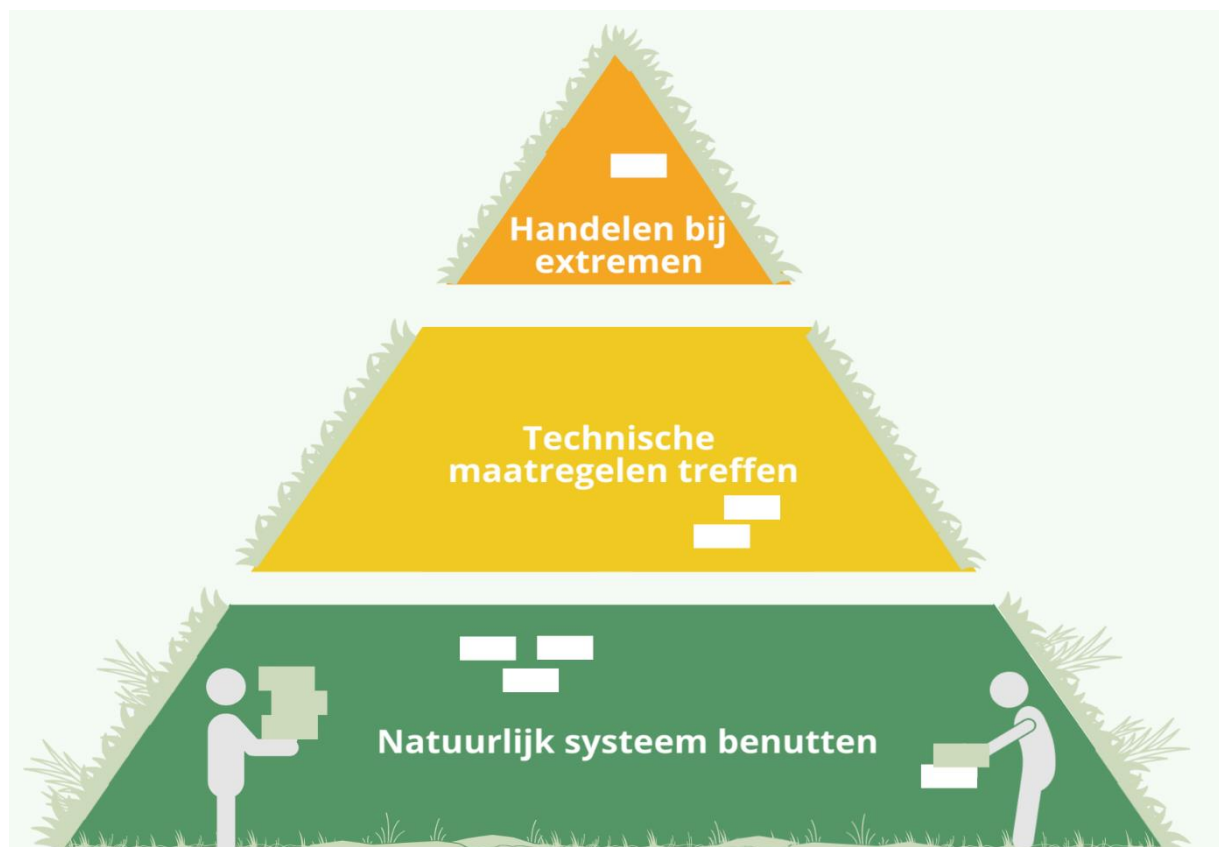 Handelen bij
extremen
Technische
maatregelen treffen
Natuurlijk systeem benutten